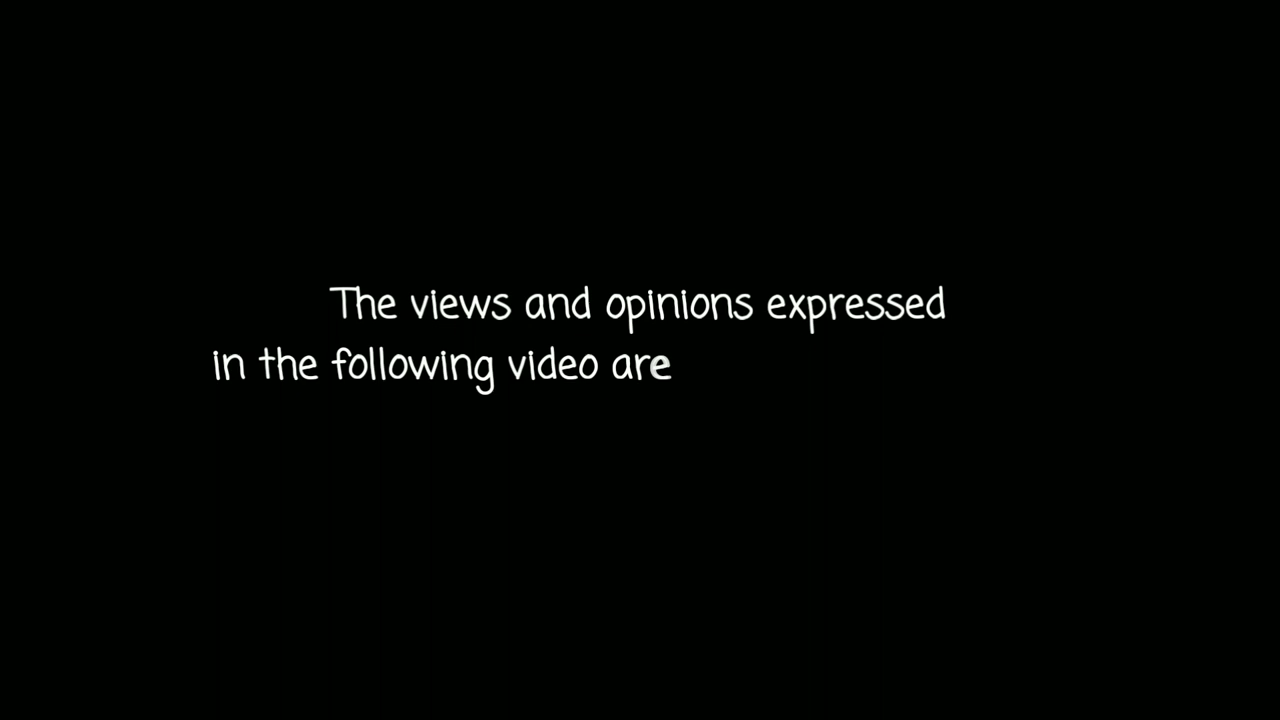 The views and opinions expressed
in the following video are